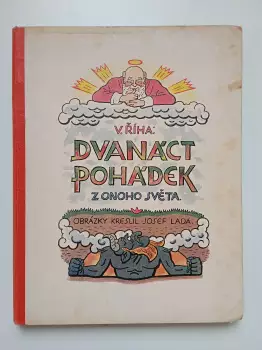 V. ŘÍHA:
DVANÁCT
POHÁDEK
Z ONOHO SVĚTA
OBRÁZKY KRESLIL JOSEF LADA